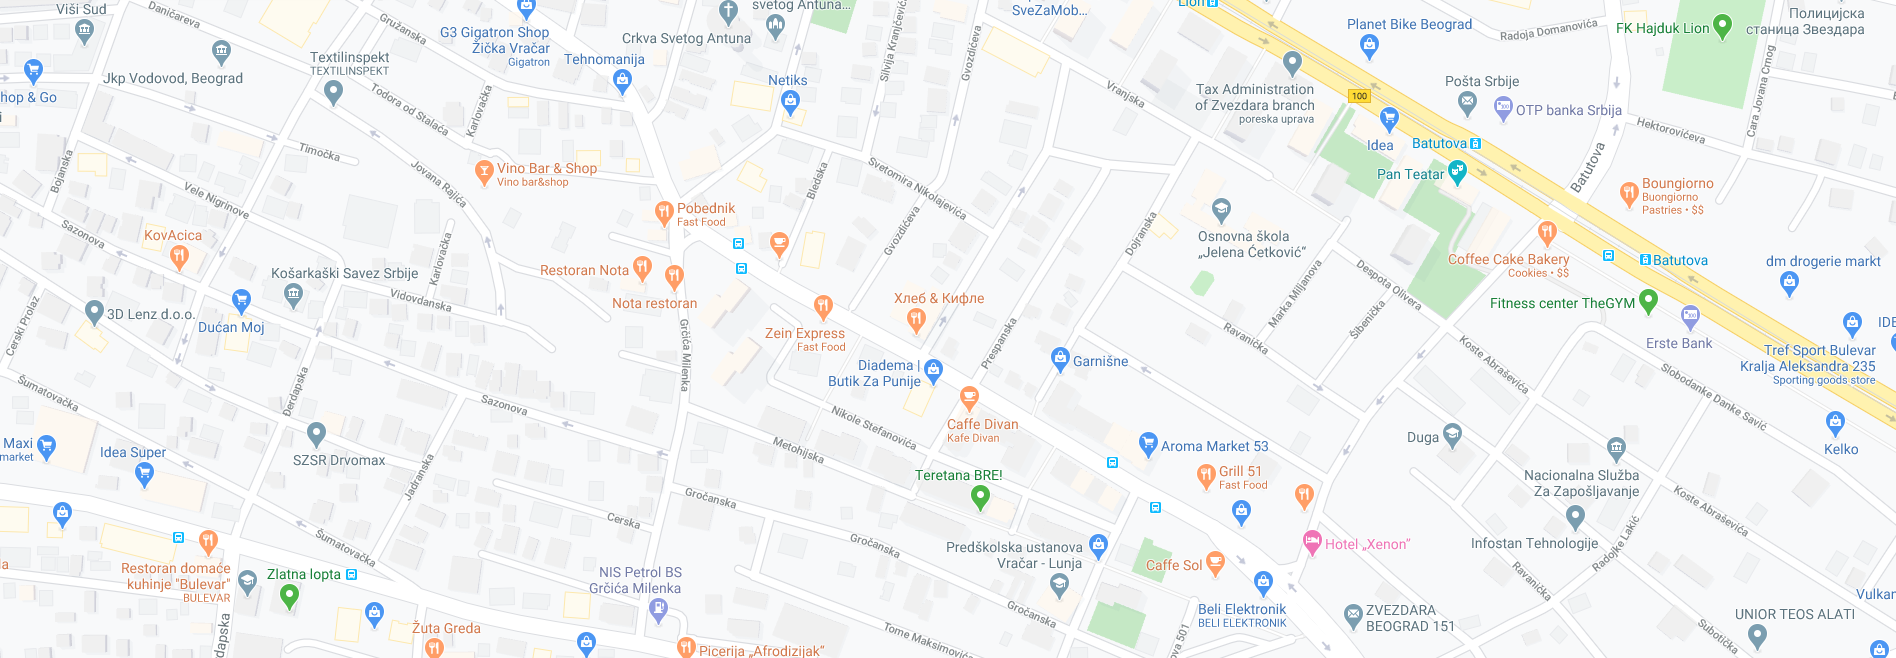 Viši Sud
Daničareva
Gružanska
G3 Gigatron Shop
Žička Vračar
Gigatron
Crkva Svetog Antuna
svetog Antuna...
Silvija Kranjčevića
Gvozdićeva
SveZaMob...
Lion
Planet Bike Beograd
Radoja Domanovića
FK Hajduk Lion
Полицијска
станица Звездара
Textilinspekt
TEXTILINSPEKT
Tehnomanija
Jkp Vodovod, Beograd
hop & Go
Netiks
Vranjska
Tax Administration
of Zvezdara branch
poreska uprava
100
Pošta Srbije
OTP banka Srbija
Cara Jovana Crnog
Hektorovićeva
Todora od Stalaća
Karlovačka
Idea
Batutova
Batutova
Pan Teatar
Timočka
Bojanska
Jovana Rajića
Vino Bar & Shop
Vino bar&shop
Bledska
Svetomira Nikolajevića
Boungiorno
Buongiorno
Pastries • $$
Vele Nigrinove
Pobednik
Fast Food
Gvozdićeva
Dojranska
Osnovna škola
„Jelena Ćetković“
Sazonova
KovAcica
Karlovačka
Košarkaški Savez Srbije
Restoran Nota
Nota restoran
Despota Olivera
Coffee Cake Bakery
Cookies • $$
Batutova
dm drogerie markt
Marka Miljanova
Šibenička
Fitness center TheGYM
Cerski Prolaz
3D Lenz d.o.o.
Dućan Moj
Vidovdanska
Хлеб & Кифле
Zein Express
Fast Food
Grčića Milenka
Prespanska
Ravanička
Koste Abraševića
Erste Bank
IDE
Tref Sport Bulevar
Kralja Aleksandra 235
Sporting goods store
Diadema |
Butik Za Punije
Garnišne
Slobodanke Danke Savić
Šumatovačka
Đerdapska
Sazonova
Nikole Stefanovića
Caffe Divan
Kafe Divan
Maxi
market
Idea Super
SZSR Drvomax
Jadranska
Metohijska
Aroma Market 53
Duga
Kelko
Teretana BRE!
Grill 51
Fast Food
Nacionalna Služba
Za Zapošljavanje
Gročanska
Cerska
Koste Abraševića
Šumatovačka
Gročanska
Predškolska ustanova
Vračar - Lunja
Hotel „Xenon“
Infostan Tehnologije
Radojke Lakić
Restoran domaće
kuhinje "Bulevar"
BULEVAR
Zlatna lopta
NIS Petrol BS
Grčića Milenka
Caffe Sol
Ravanička
Gročanska
Beli Elektronik
BELI ELEKTRONIK
ZVEZDARA
BEOGRAD 151
Vulkan
UNIOR TEOS ALATI
Subotička
Žuta Greda
Picerija „Afrodizijak“
Tome Maksimovića
ova 501
dapska